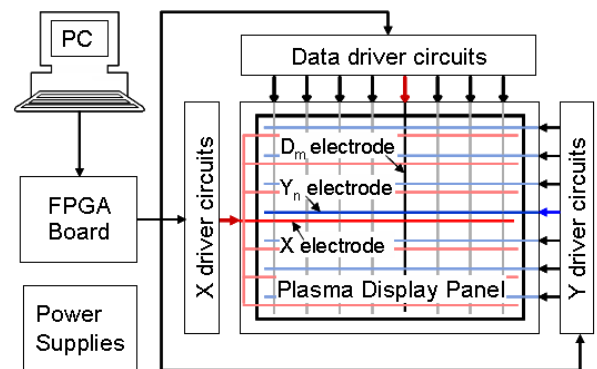 PC
Data driver circuits
FPGA
Board
X driver circuits
Dm electrode
Yn electrode
X electrode
Plasma Display Panel
Y driver circuits
Power
Supplies